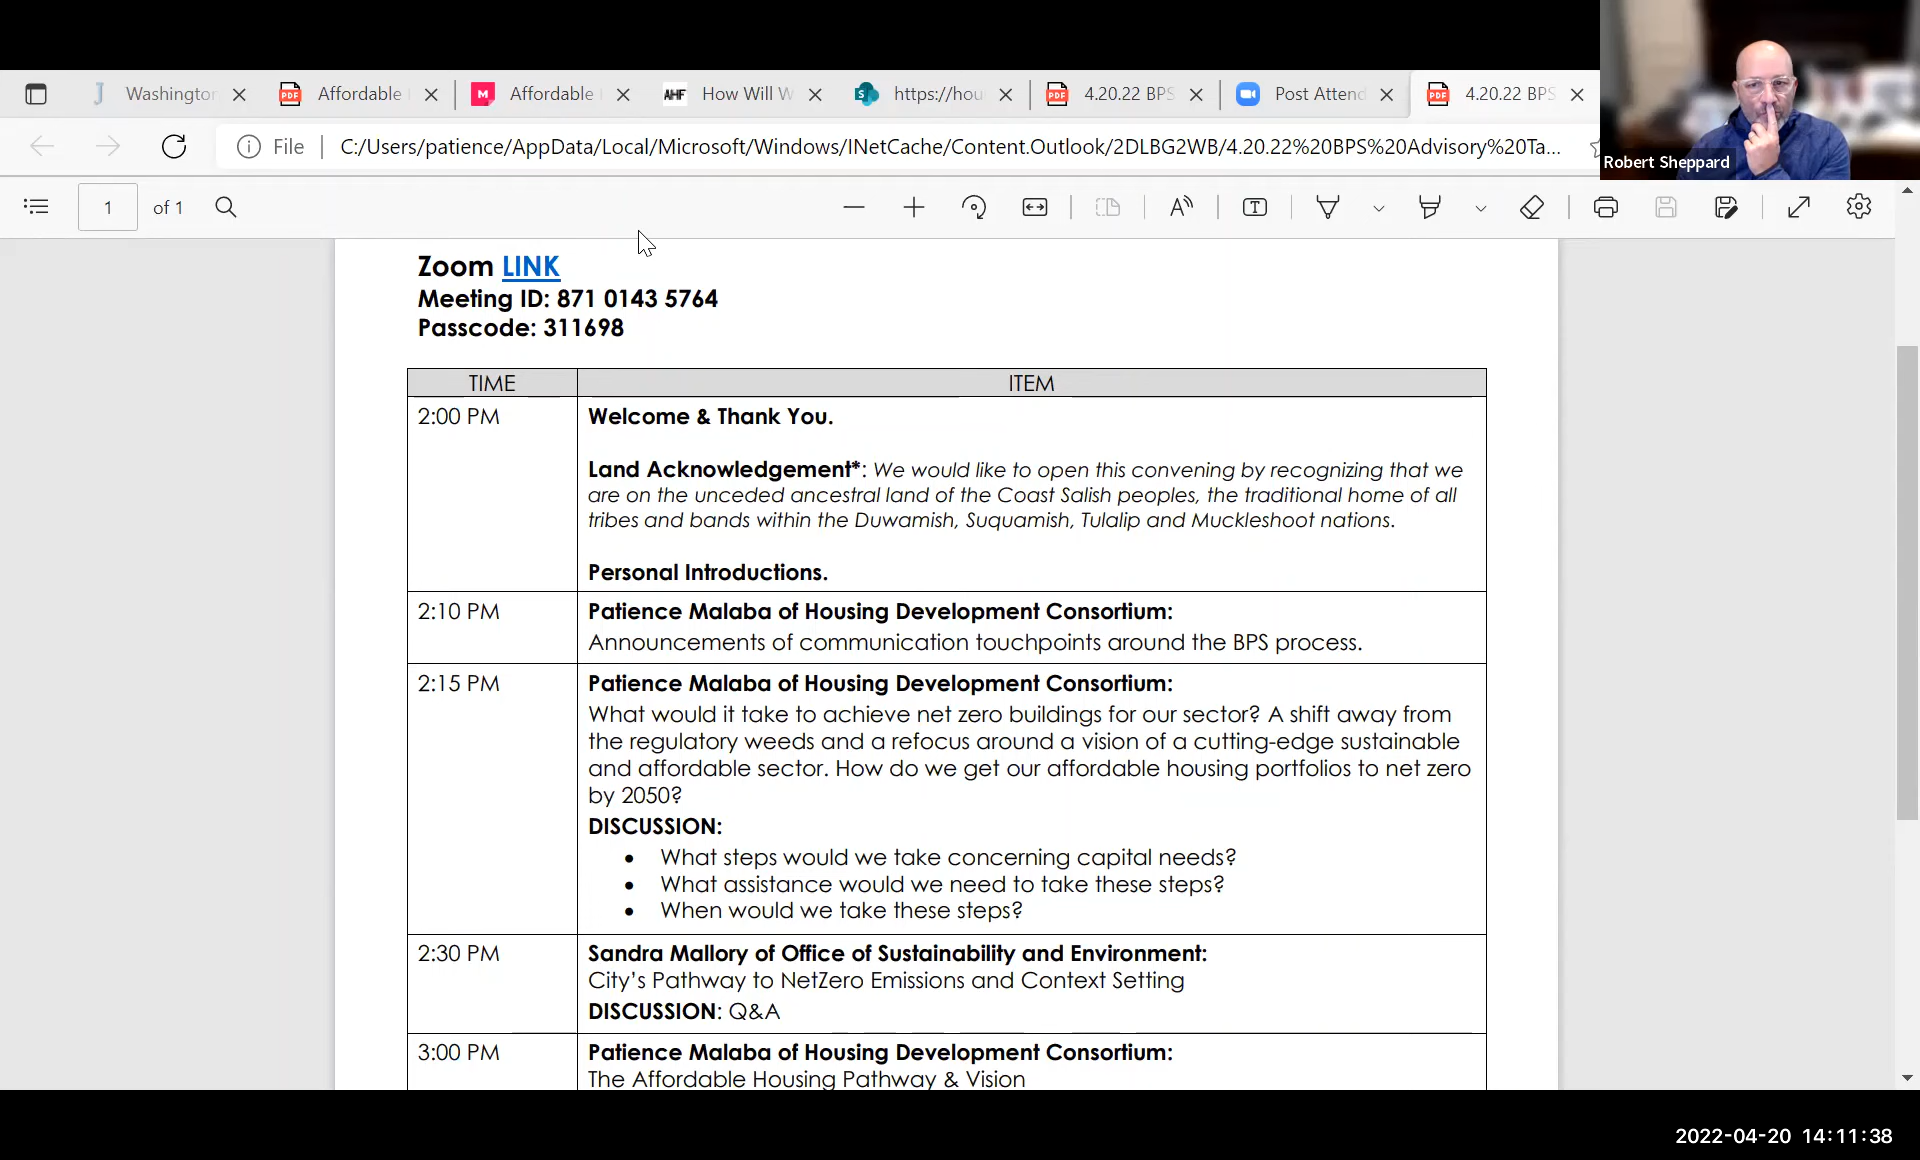 Washingtor
Affordable
Affordable
AHF How Will W
https://hou
4.20.22 BPS
Post Attend
4.20.22 BPS
File
C:/Users/patience/AppData/Local/Microsoft/Windows/INetCache/Content.Outlook/2DLBG2WB/4.20.22%20BPS%20Advisory%20Ta...
Robert Sheppard
1 of 1
Zoom LINK
Meeting ID: 871 0143 5764
Passcode: 311698
TIME
ITEM
2:00 PM
Welcome & Thank You.
Land Acknowledgement*: We would like to open this convening by recognizing that we
are on the unceded ancestral land of the Coast Salish peoples, the traditional home of all
tribes and bands within the Duwamish, Suquamish, Tulalip and Muckleshoot nations.
Personal Introductions.
2:10 PM
Patience Malaba of Housing Development Consortium:
Announcements of communication touchpoints around the BPS process.
2:15 PM
Patience Malaba of Housing Development Consortium:
What would it take to achieve net zero buildings for our sector? A shift away from
the regulatory weeds and a refocus around a vision of a cutting-edge sustainable
and affordable sector. How do we get our affordable housing portfolios to net zero
by 2050?
DISCUSSION:
• What steps would we take concerning capital needs?
• What assistance would we need to take these steps?
• When would we take these steps?
2:30 PM
Sandra Mallory of Office of Sustainability and Environment:
City's Pathway to NetZero Emissions and Context Setting
DISCUSSION: Q&A
3:00 PM
Patience Malaba of Housing Development Consortium:
The Affordable Housing Pathway & Vision
2022-04-20 14:11:38